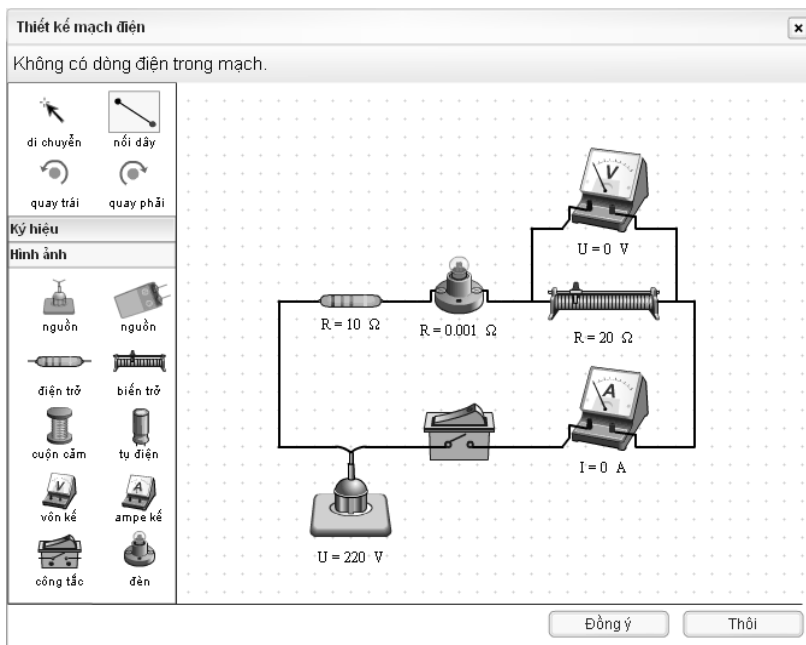 Thiết kế mạch điện
Không có dòng điện trong mạch.
di chuyển
nối dây
quay trái
quay phải
Ký hiệu
Hình ảnh
nguồn
nguồn
điện trở
biến trở
cuộn cảm
tụ điện
vôn kế
ampe kế
công tắc
đèn
V
U = 0 V
R = 10 Ω
R = 0.001 Ω
R = 20 Ω
A
I = 0 A
U = 220 V
Đồng ý
Thôi